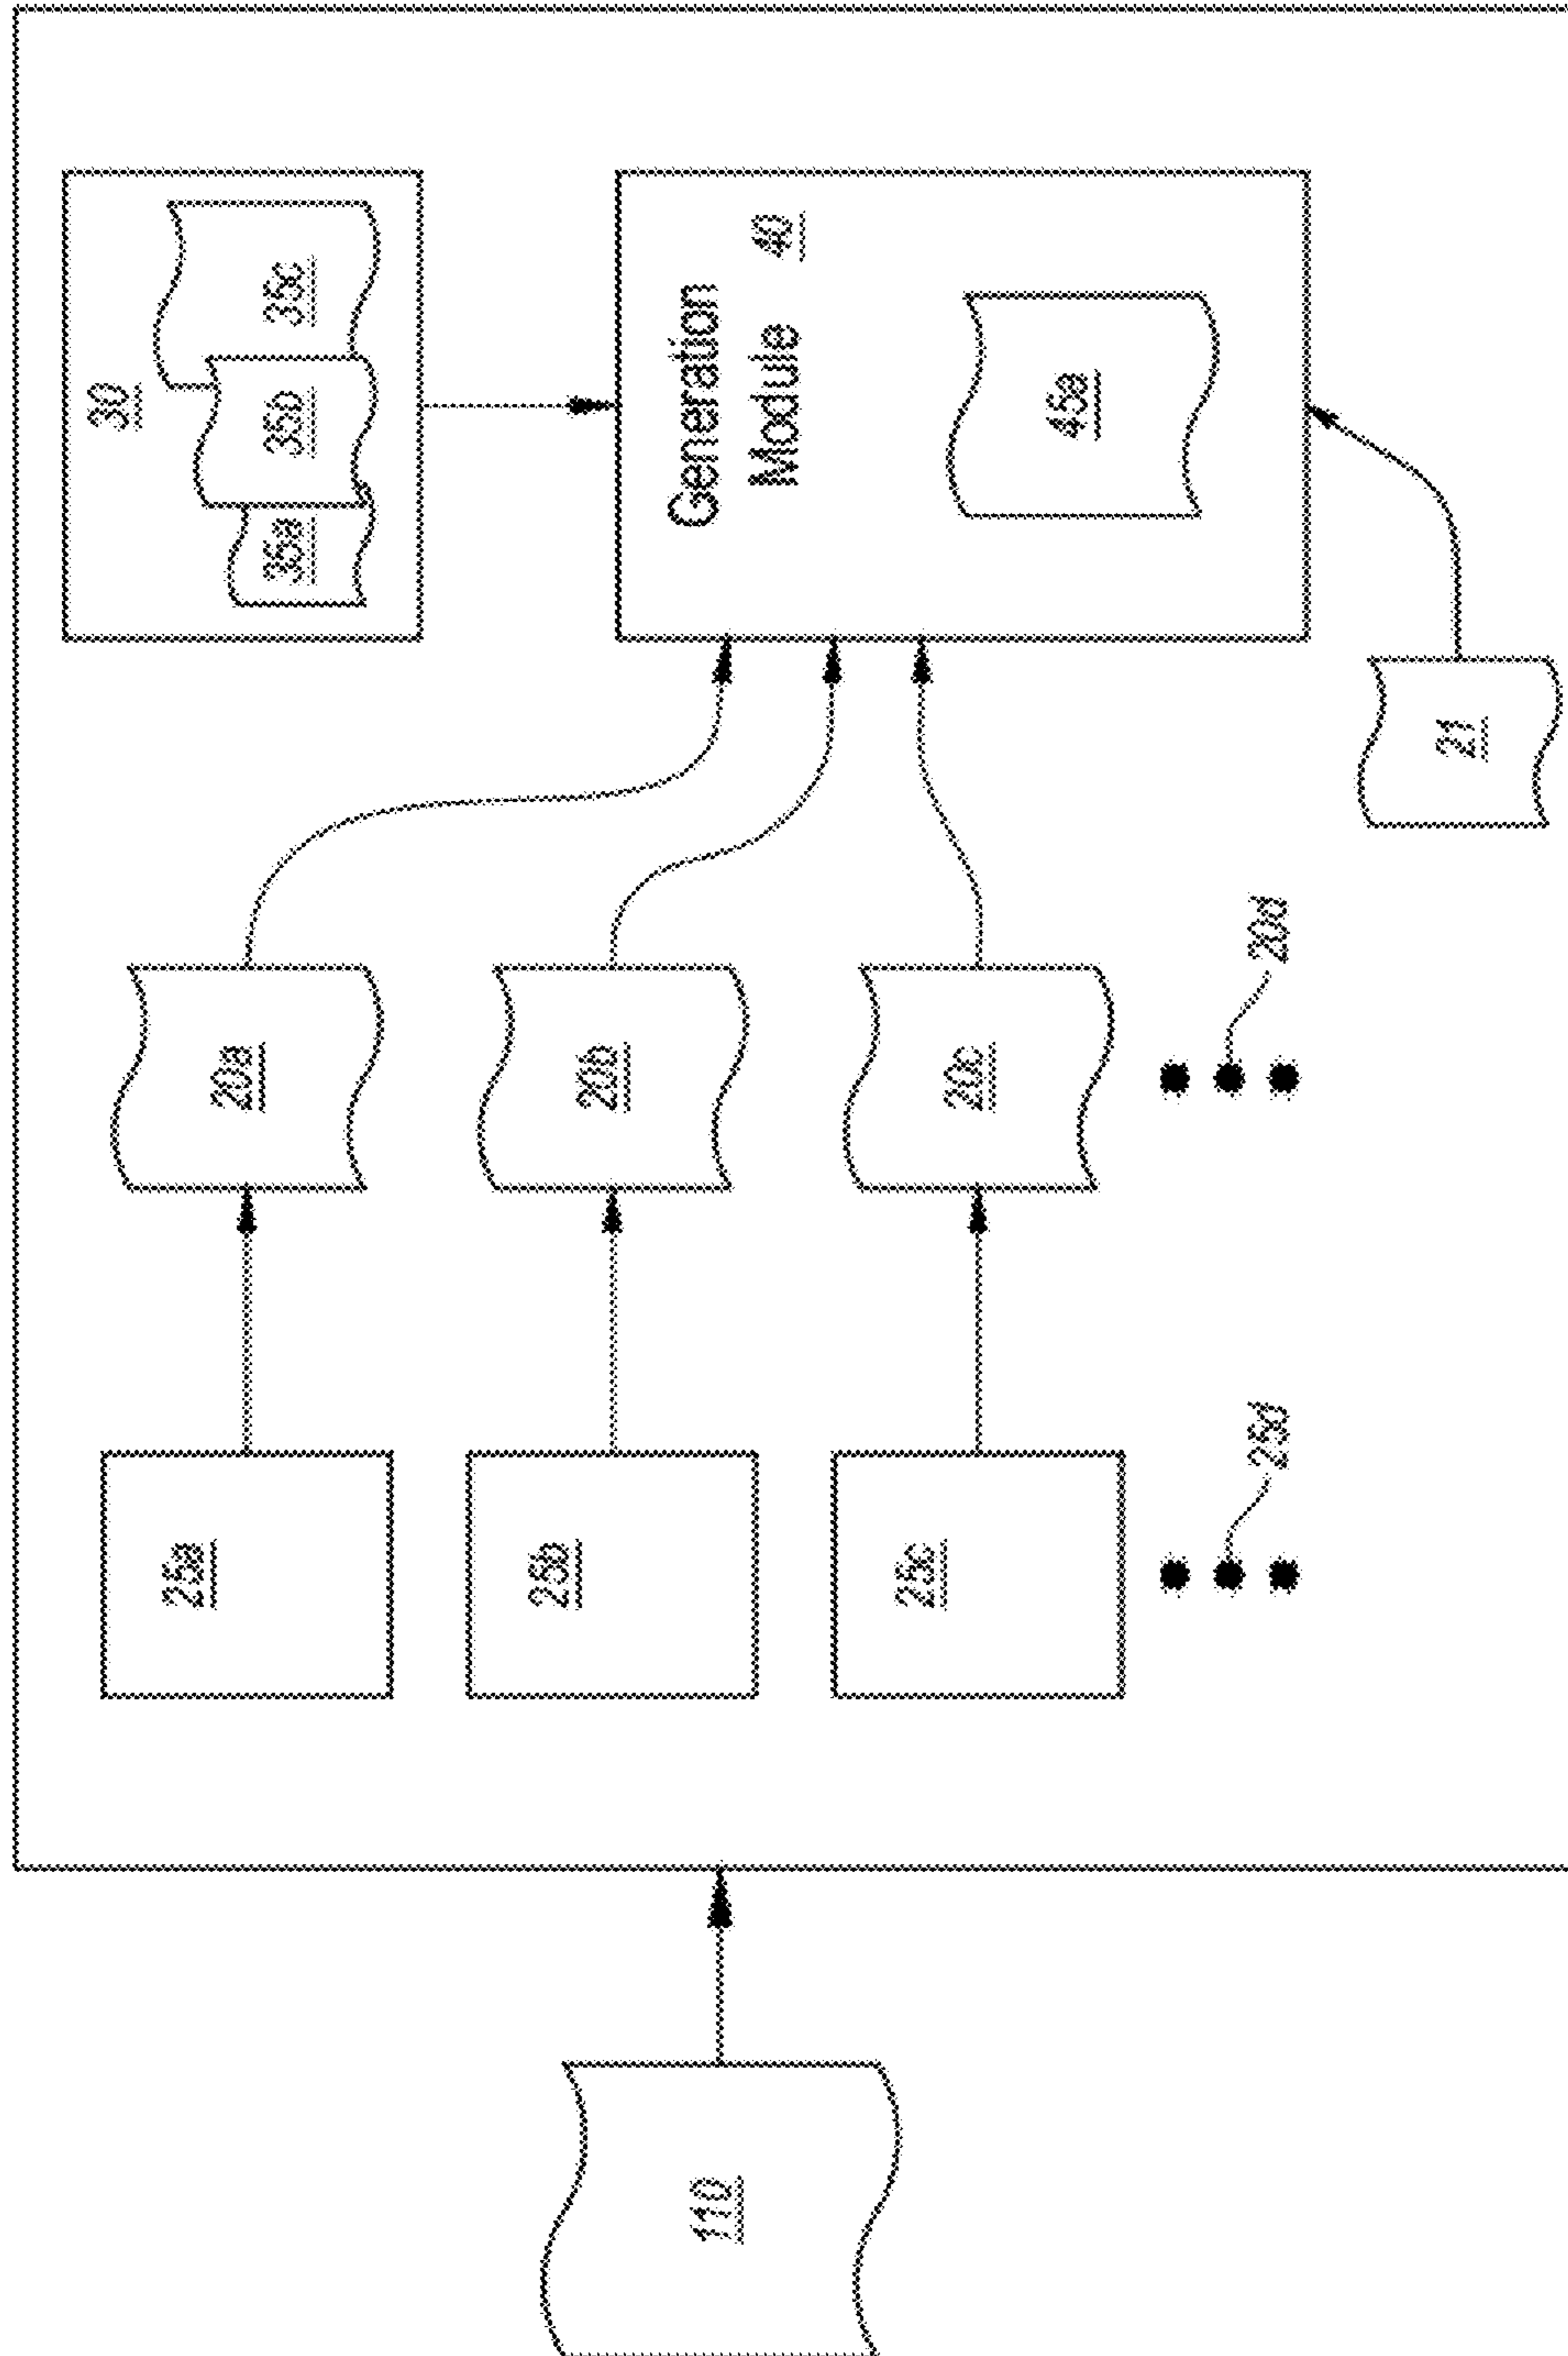 30
35a
35b
35c
Generation
Module 40
45a
25a
20a
25b
20b
25c
20c
25d
20d
21
110